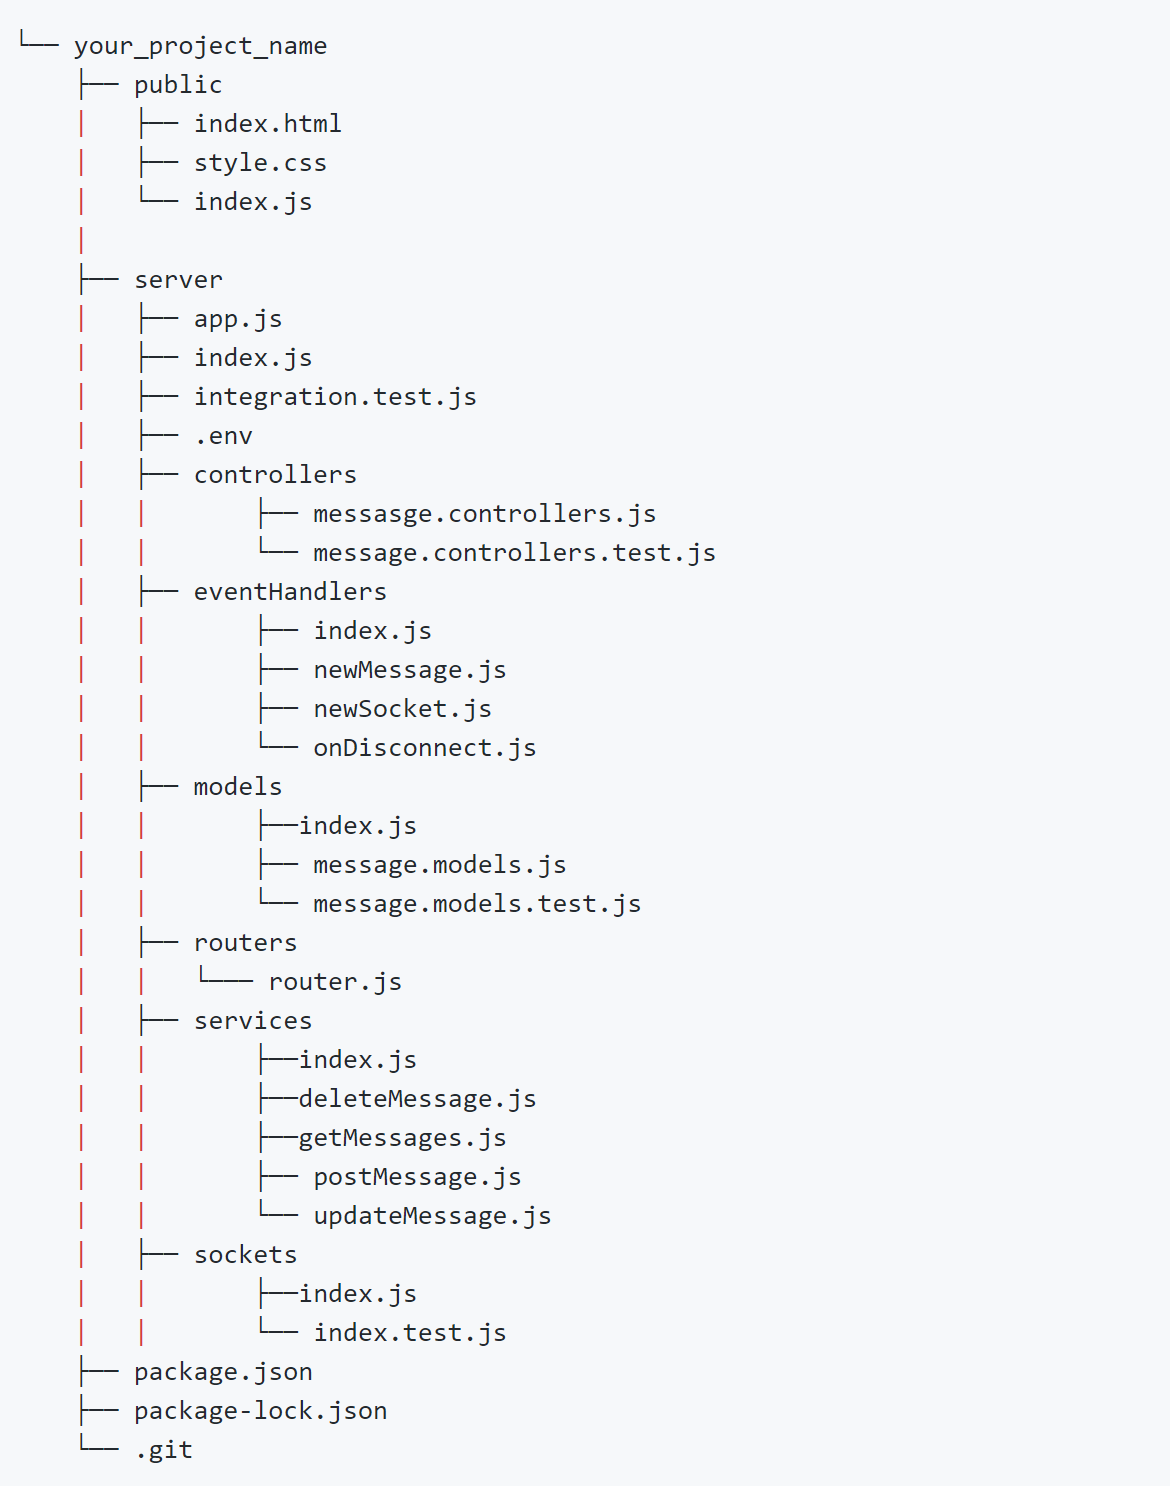 └── your_project_name
    ├── public
    |   ├── index.html
    |   ├── style.css
    |   └── index.js
    |
    ├── server
    |   ├── app.js
    |   ├── index.js
    |   ├── integration.test.js
    |   ├── .env
    |   ├── controllers
    |   |       ├── messasge.controllers.js
    |   |       └── message.controllers.test.js
    |   ├── eventHandlers
    |   |       ├── index.js
    |   |       ├── newMessage.js
    |   |       ├── newSocket.js
    |   |       └── onDisconnect.js
    |   ├── models
    |   |       ├──index.js
    |   |       ├── message.models.js
    |   |       └── message.models.test.js
    |   ├── routers
    |   |   └─── router.js
    |   ├── services
    |   |       ├──index.js
    |   |       ├──deleteMessage.js
    |   |       ├──getMessages.js
    |   |       ├── postMessage.js
    |   |       └── updateMessage.js
    |   ├── sockets
    |   |       ├──index.js
    |   |       └── index.test.js
    ├── package.json
    ├── package-lock.json
    └── .git